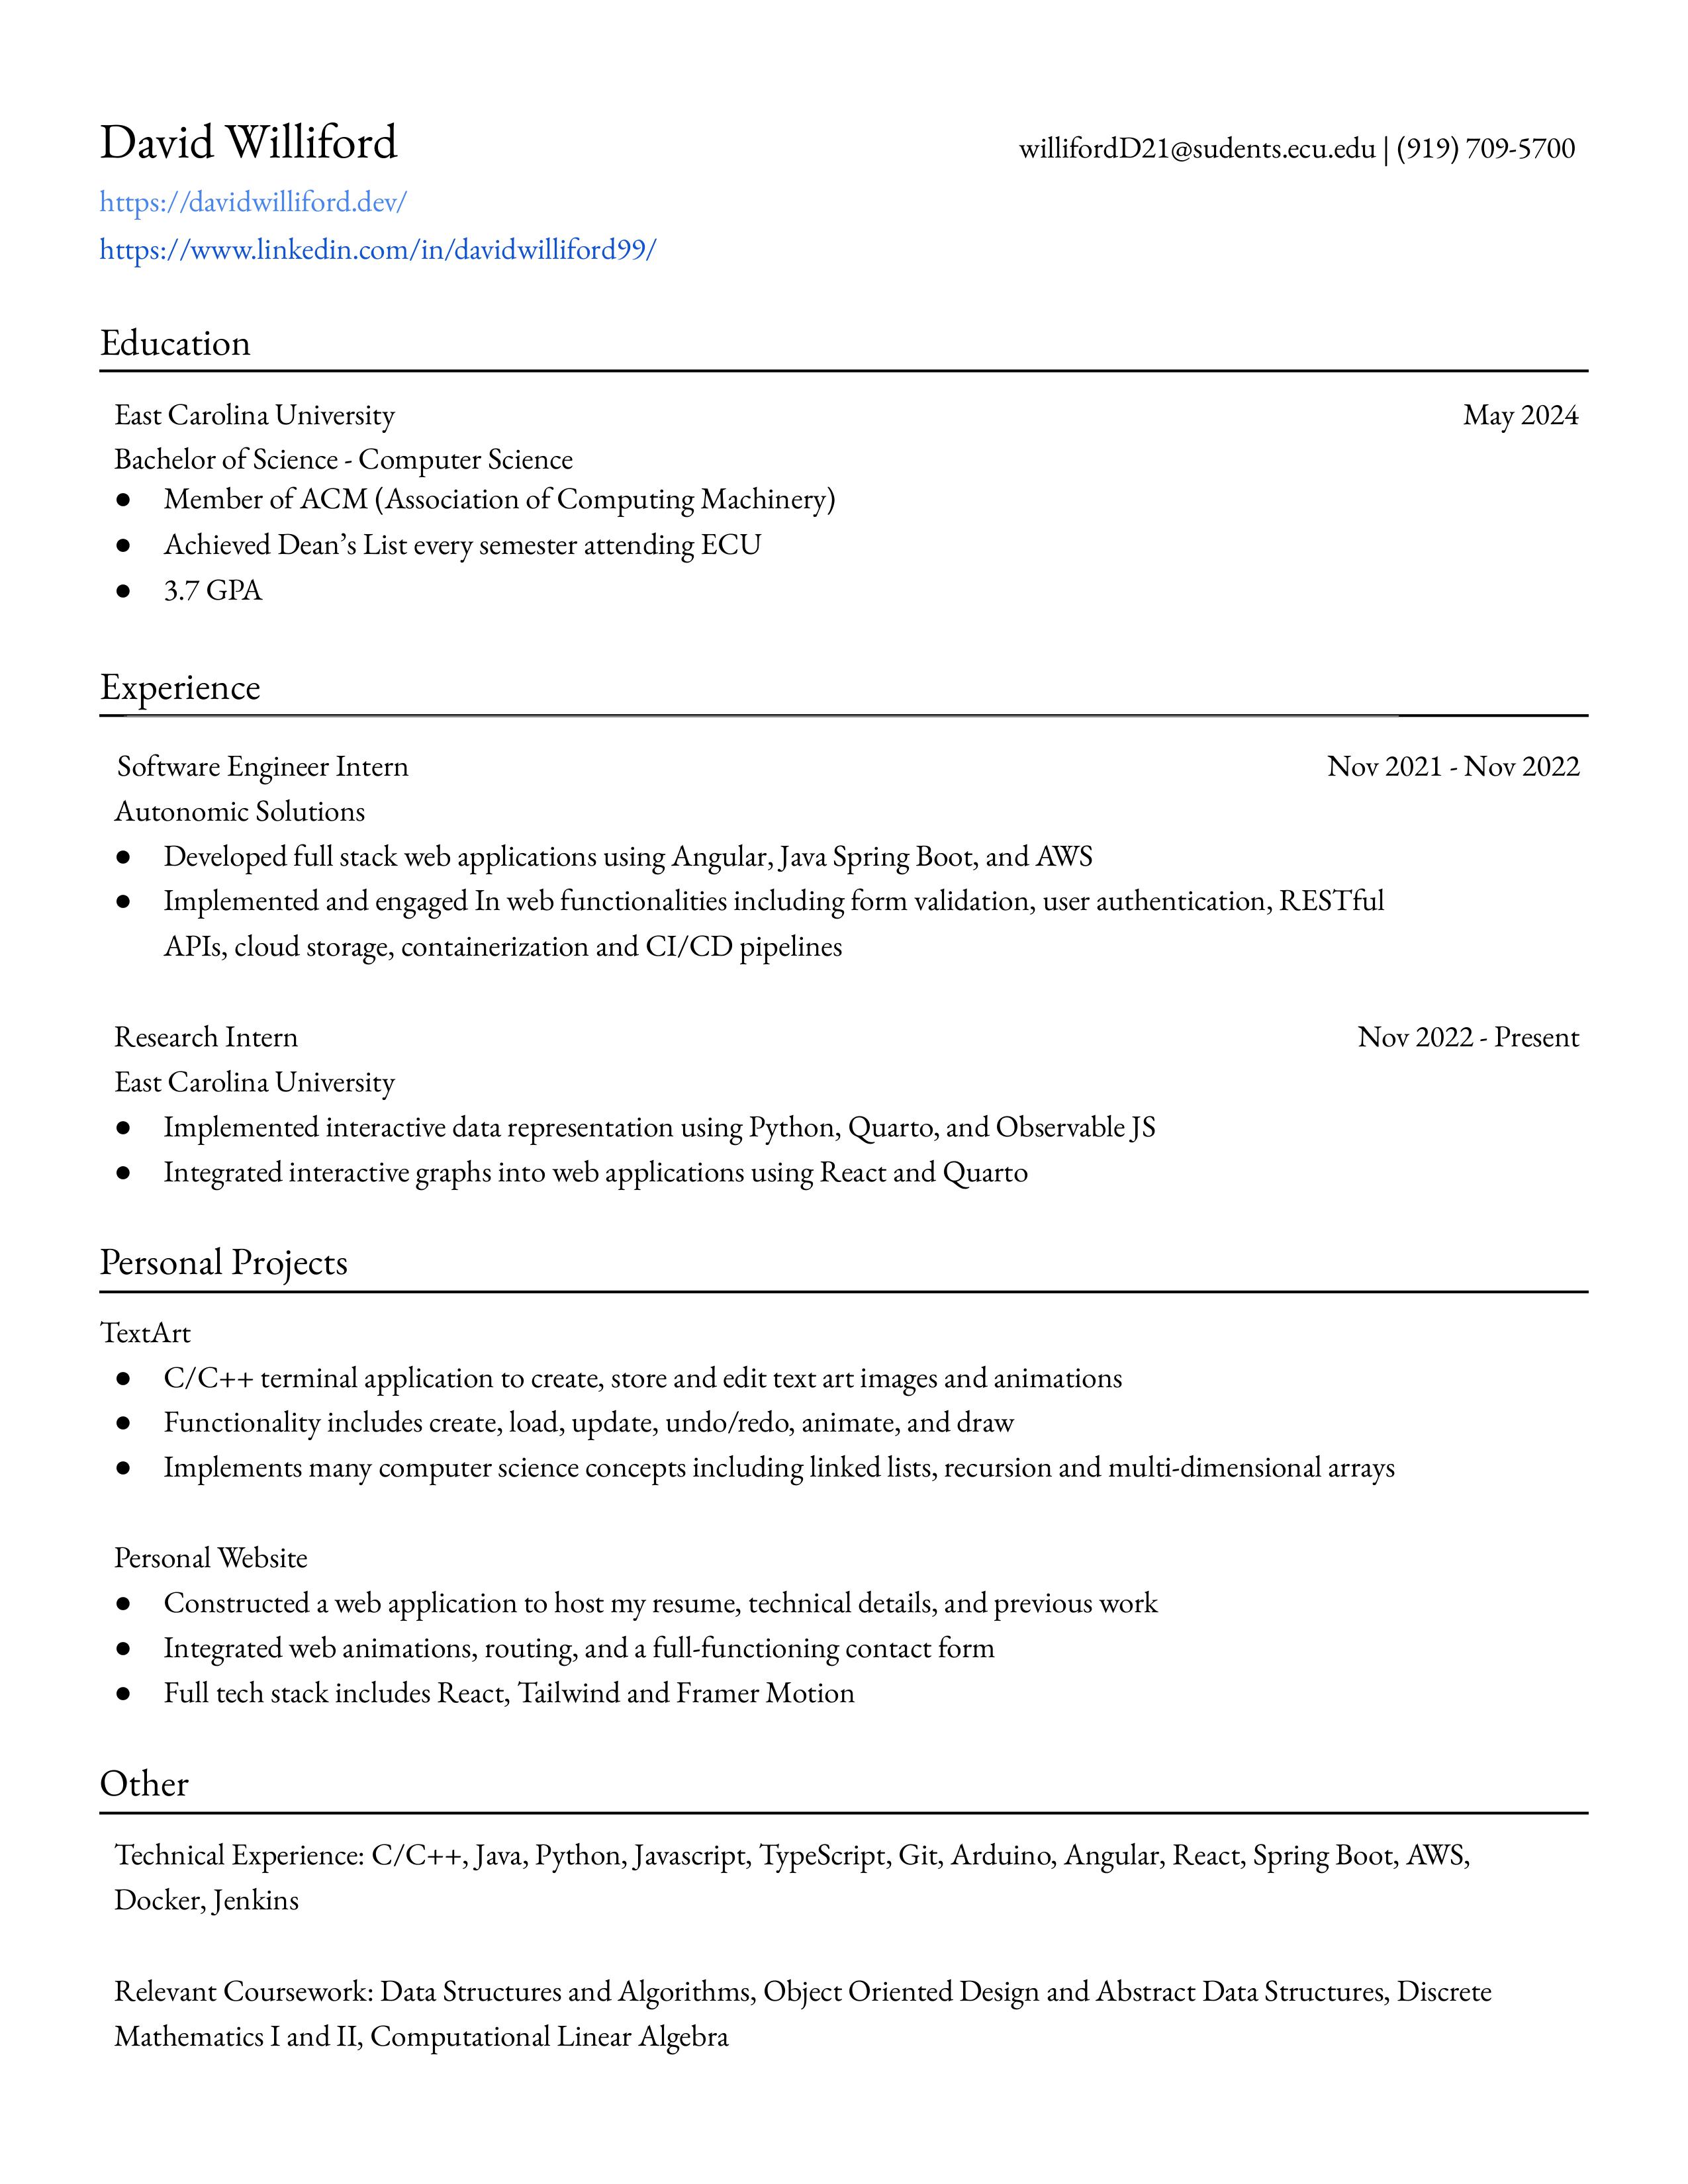 David Williford
willifordD21@sudents.ecu.edu | (919) 709-5700
https://davidwilliford.dev/
https://www.linkedin.com/in/davidwilliford99/
Education
East Carolina University May 2024
Bachelor of Science - Computer Science
● Member of ACM (Association of Computing Machinery)
● Achieved Dean’s List every semester attending ECU
● 3.7 GPA
Experience
Software Engineer Intern Nov 2021 - Nov 2022
Autonomic Solutions
● Developed full stack web applications using Angular, Java Spring Boot, and AWS
● Implemented and engaged In web functionalities including form validation, user authentication, RESTful
APIs, cloud storage, containerization and CI/CD pipelines
Research Intern Nov 2022 - Present
East Carolina University
● Implemented interactive data representation using Python, Quarto, and Observable JS
● Integrated interactive graphs into web applications using React and Quarto
Personal Projects
TextArt
● C/C++ terminal application to create, store and edit text art images and animations
● Functionality includes create, load, update, undo/redo, animate, and draw
● Implements many computer science concepts including linked lists, recursion and multi-dimensional arrays
Personal Website
● Constructed a web application to host my resume, technical details, and previous work
● Integrated web animations, routing, and a full-functioning contact form
● Full tech stack includes React, Tailwind and Framer Motion
Other
Technical Experience: C/C++, Java, Python, Javascript, TypeScript, Git, Arduino, Angular, React, Spring Boot, AWS,
Docker, Jenkins
Relevant Coursework: Data Structures and Algorithms, Object Oriented Design and Abstract Data Structures, Discrete
Mathematics I and II, Computational Linear Algebra